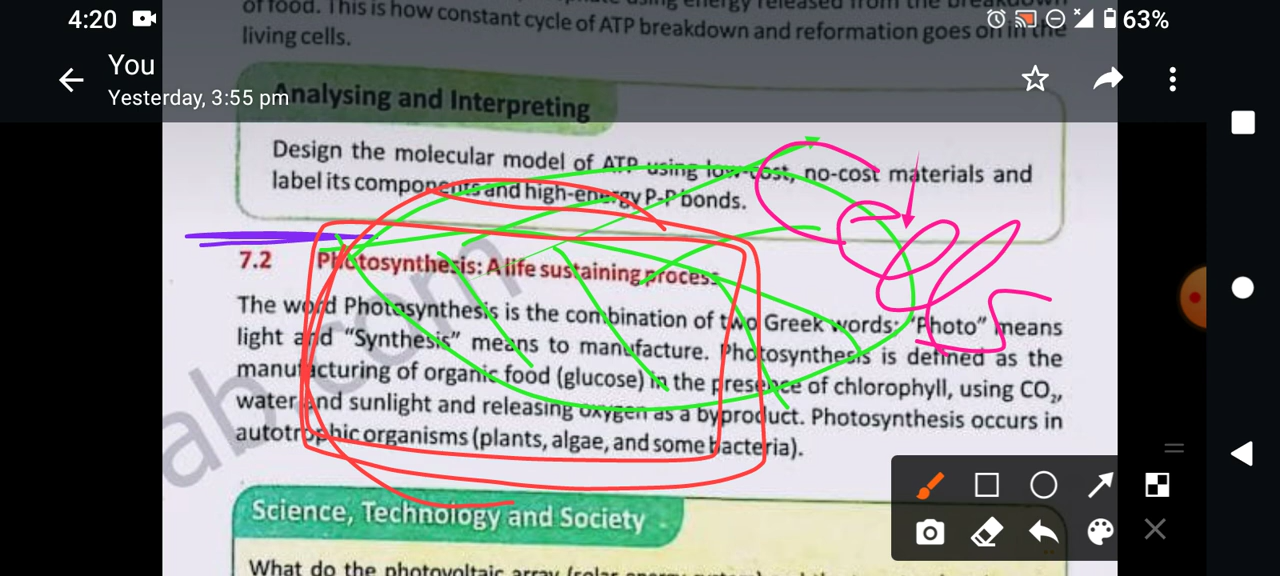 4:20 63%
You
Yesterday, 3:55 pm
of food. This is how constant cycle of ATP breakdown and reformation goes on in the
living cells.
Analysing and Interpreting
Design the molecular model of ATP using low-cost, no-cost materials and
label its components and high-energy P-P bonds.
7.2 Photosynthesis: A life sustaining process
The word Photosynthesis is the combination of two Greek words: “Photo” means
light and “Synthesis” means to manufacture. Photosynthesis is defined as the
manufacturing of organic food (glucose) in the presence of chlorophyll, using CO₂,
water and sunlight and releasing oxygen as a byproduct. Photosynthesis occurs in
autotrophic organisms (plants, algae, and some bacteria).
ab.com
Science, Technology and Society
What do the photovoltaic array (solar